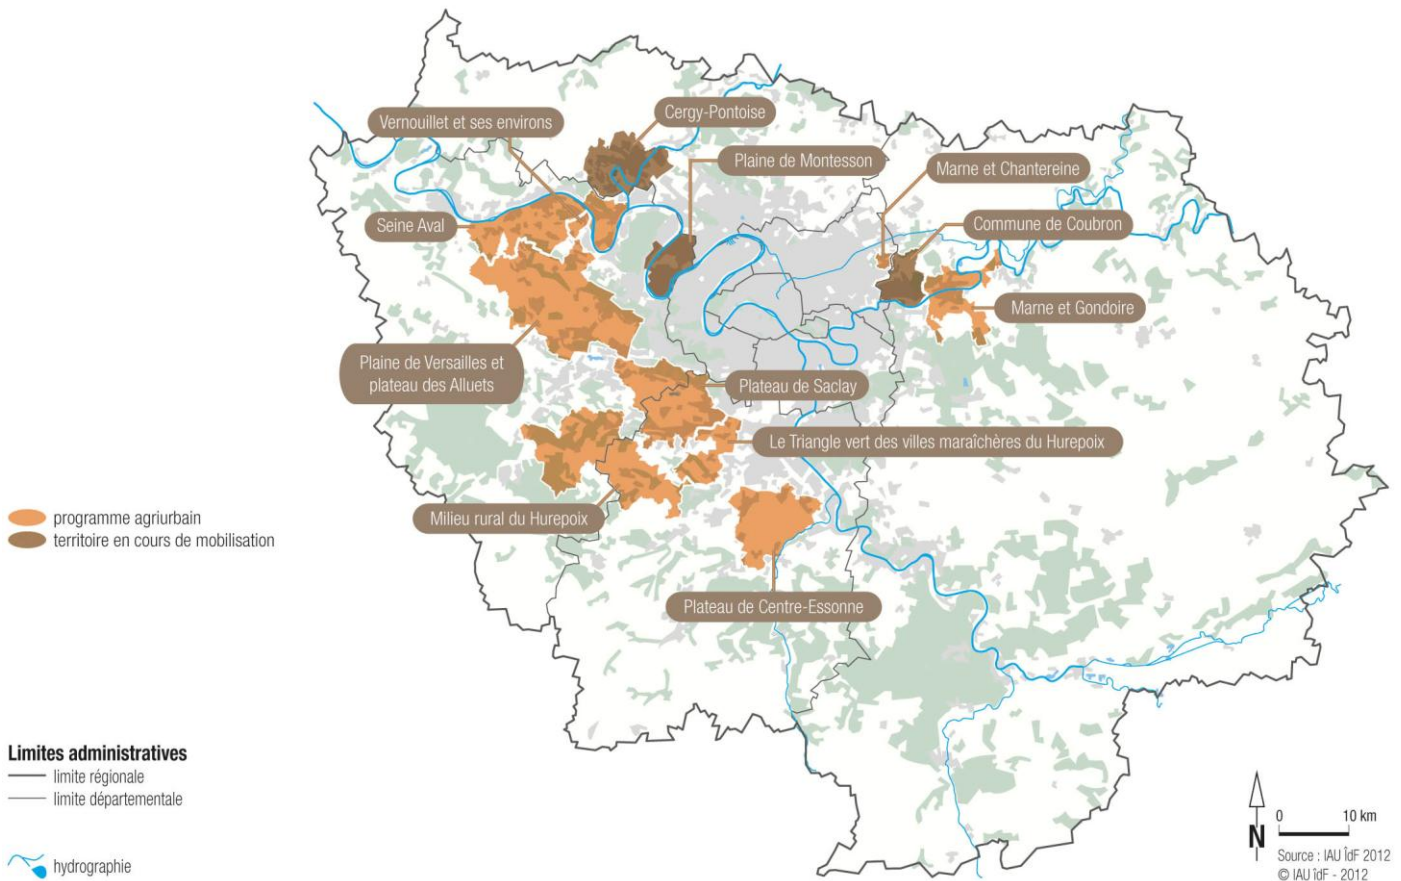 Cergy-Pontoise
Vernouillet et ses environs
Plaine de Montesson
Marne et Chantereine
Seine Aval
Commune de Coubron
Marne et Gondoire
Plaine de Versailles et
plateau des Alluets
Plateau de Saclay
Le Triangle vert des villes maraîchères du Hurepoix
Milieu rural du Hurepoix
Plateau de Centre-Essonne
programme agriurbain
territoire en cours de mobilisation
Limites administratives
limite régionale
limite départementale
hydrographie
N
0 10 km
Source : IAU îdF 2012
© IAU îdF - 2012